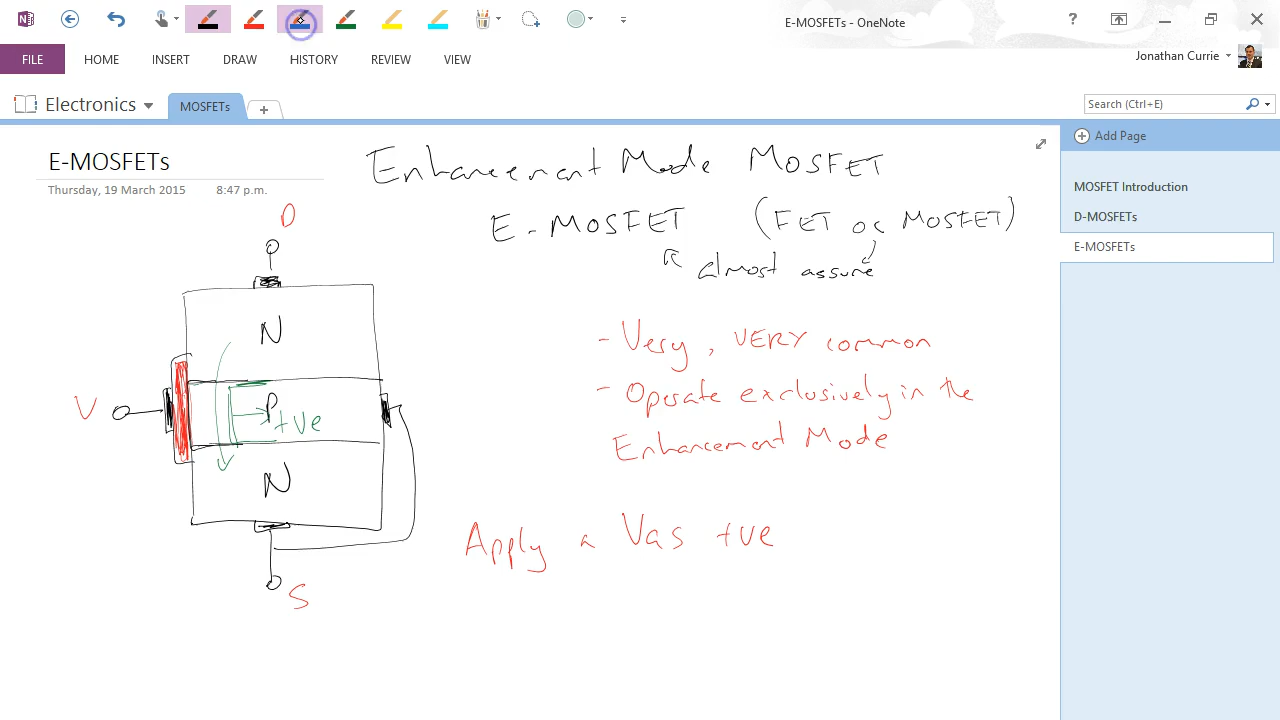 E-MOSFETs - OneNote
?
FILE
HOME
INSERT
DRAW
HISTORY
REVIEW
VIEW
Jonathan Currie
Electronics
MOSFETs
+
Search (Ctrl+E)
Add Page
MOSFET Introduction
D-MOSFETs
E-MOSFETs
E-MOSFETs
Thursday, 19 March 2015 8:47 p.m.
Enhancement Mode MOSFET
E-MOSFET (FET or MOSFET)
almost assure
- Very, VERY common
- Operate exclusively in the
Enhancement Mode
Apply a VGS +ve
D
N
V
P
+ve
N
S